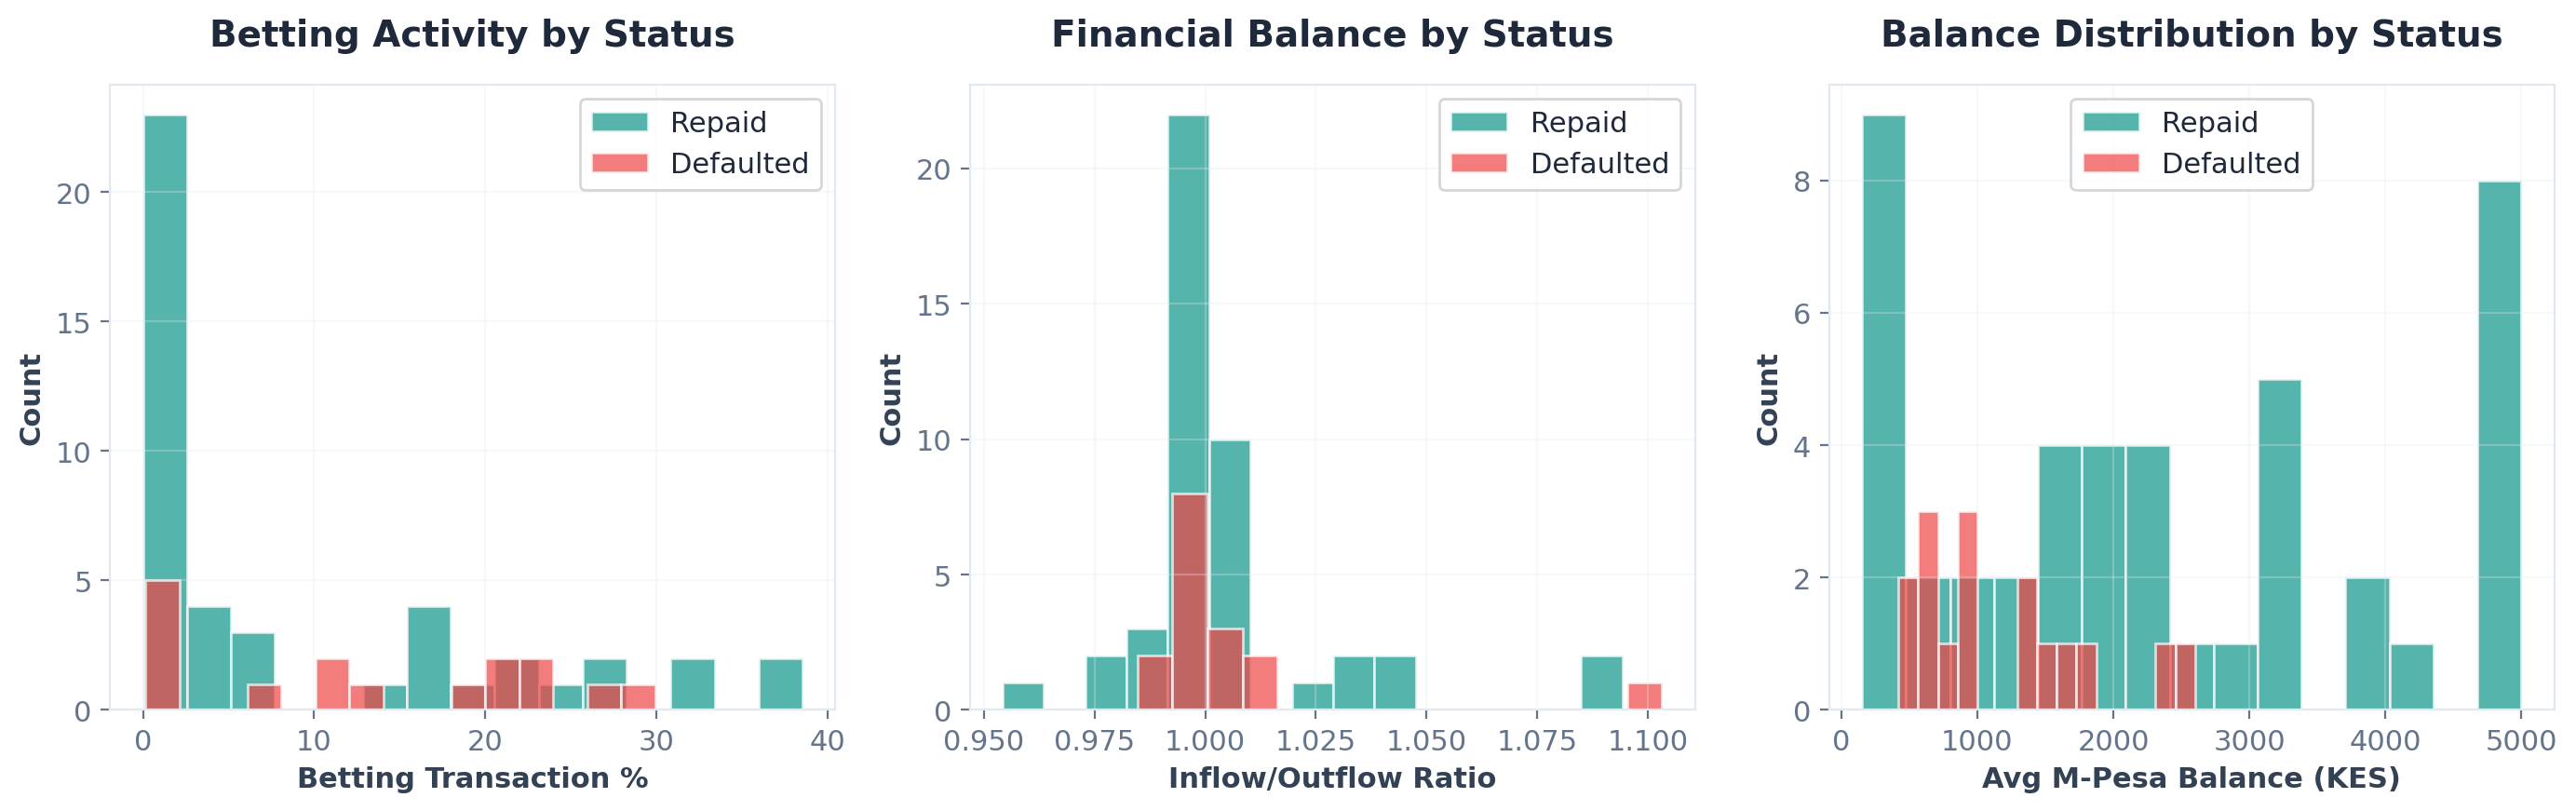 Betting Activity by Status
Repaid
Defaulted
Count
20
15
10
5
0
0 10 20 30 40
Betting Transaction %
Financial Balance by Status
Repaid
Defaulted
Count
20
15
10
5
0
0.950 0.975 1.000 1.025 1.050 1.075 1.100
Inflow/Outflow Ratio
Balance Distribution by Status
Repaid
Defaulted
Count
8
6
4
2
0
0 1000 2000 3000 4000 5000
Avg M-Pesa Balance (KES)